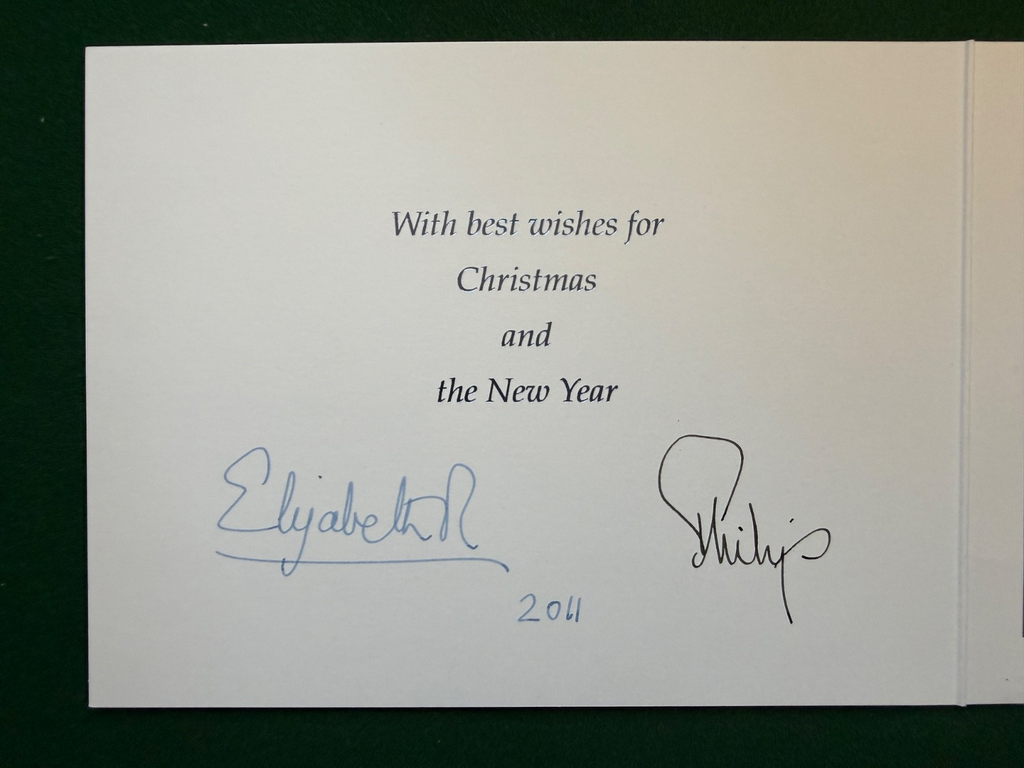 With best wishes for
Christmas
and
the New Year
Elizabeth R
Philip
2011